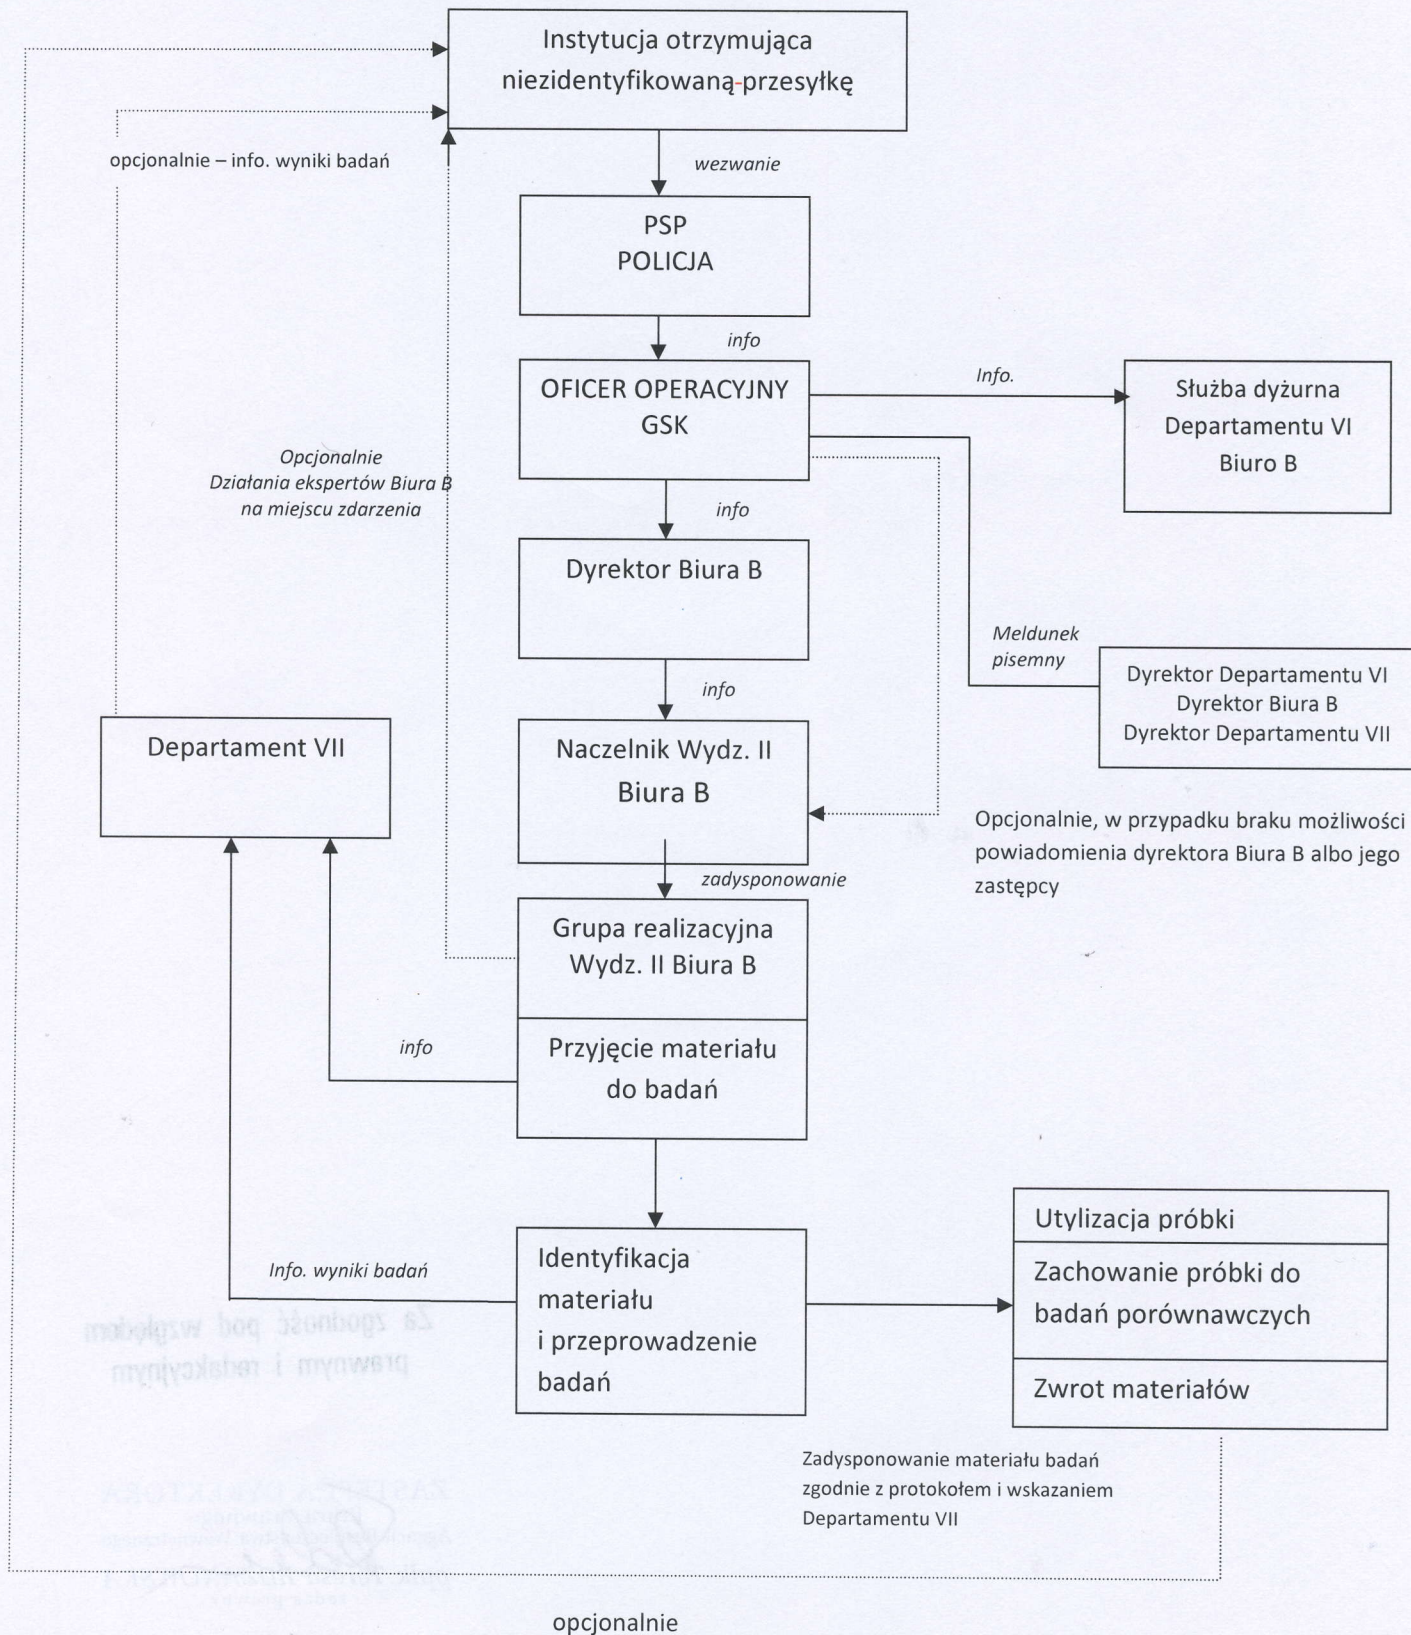 Instytucja otrzymująca
niezidentyfikowaną-przesyłkę
opcjonalnie – info. wyniki badań
wezwanie
PSP
POLICJA
info
OFICER OPERACYJNY
GSK
Info.
Służba dyżurna
Departamentu VI
Biuro B
Opcjonalnie
Działania ekspertów Biura B
na miejscu zdarzenia
info
Dyrektor Biura B
Meldunek
pisemny
Dyrektor Departamentu VI
Dyrektor Biura B
Dyrektor Departamentu VII
info
Departament VII
Naczelnik Wydz. II
Biura B
Opcjonalnie, w przypadku braku możliwości
powiadomienia dyrektora Biura B albo jego
zastępcy
zadysponowanie
Grupa realizacyjna
Wydz. II Biura B
info
Przyjęcie materiału
do badań
Info. wyniki badań
Identyfikacja
materiału
i przeprowadzenie
badań
Utylizacja próbki
Zachowanie próbki do
badań porównawczych
Zwrot materiałów
Za zgodność pod względem
prawnym i redakcyjnym
Zadysponowanie materiału badań
zgodnie z protokołem i wskazaniem
Departamentu VII
ZASTĘPCA DYREKTORA
opcjonalnie